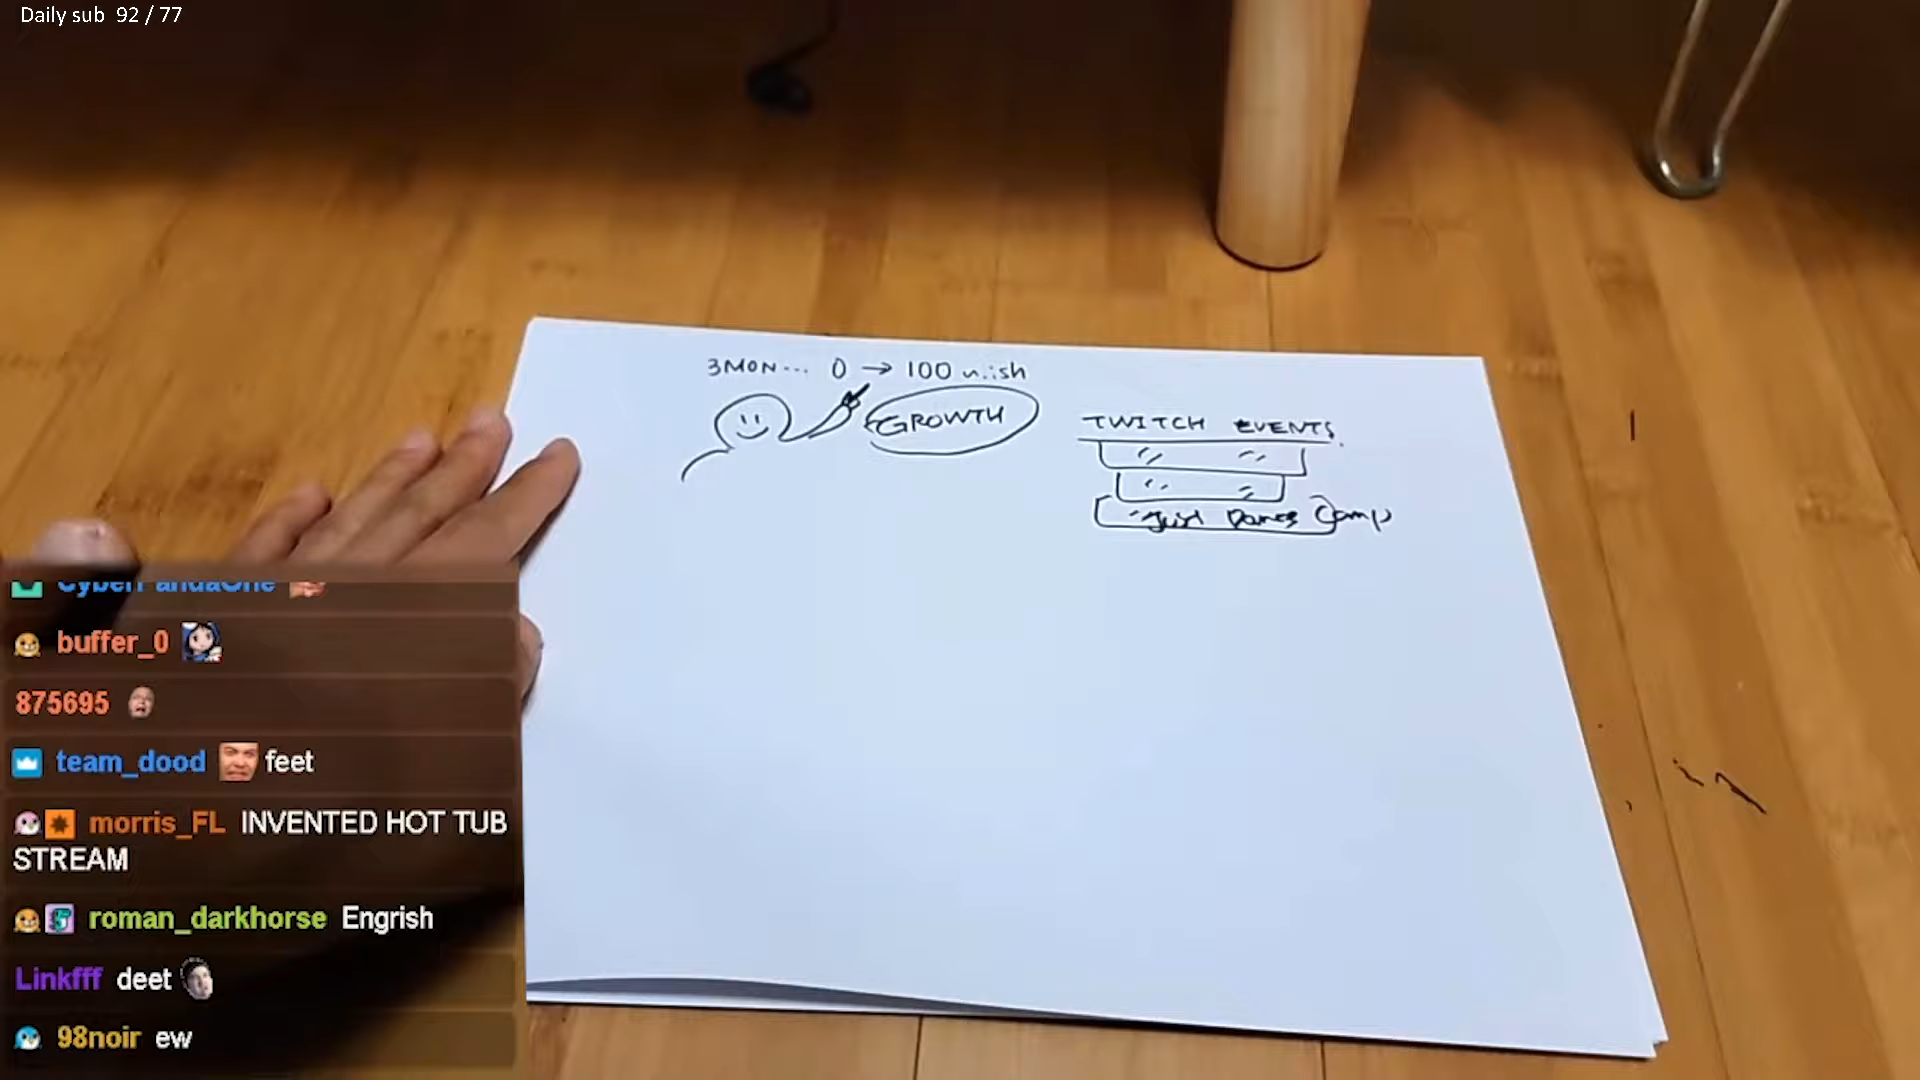 Daily sub 92 / 77
3MON... 0 → 100 n.ish
GROWTH
TWITCH EVENTS
Just Dance Comp
CyberPandaOne
buffer_0
875695
team_dood feet
morris_FL INVENTED HOT TUB
STREAM
roman_darkhorse Engrish
Linkfff deet
98noir ew